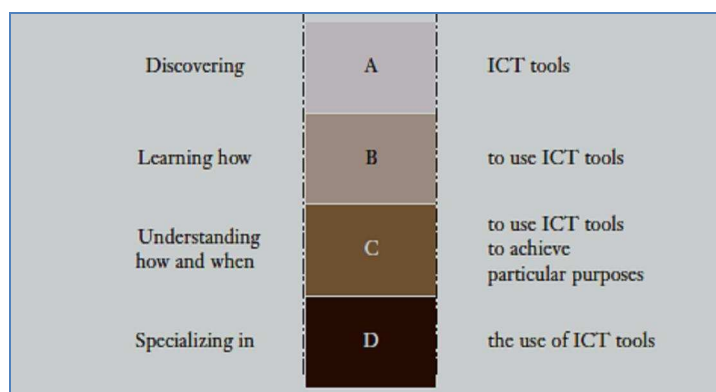 Discovering A ICT tools
Learning how B to use ICT tools
Understanding
how and when
C
to use ICT tools
to achieve
particular purposes
Specializing in D the use of ICT tools